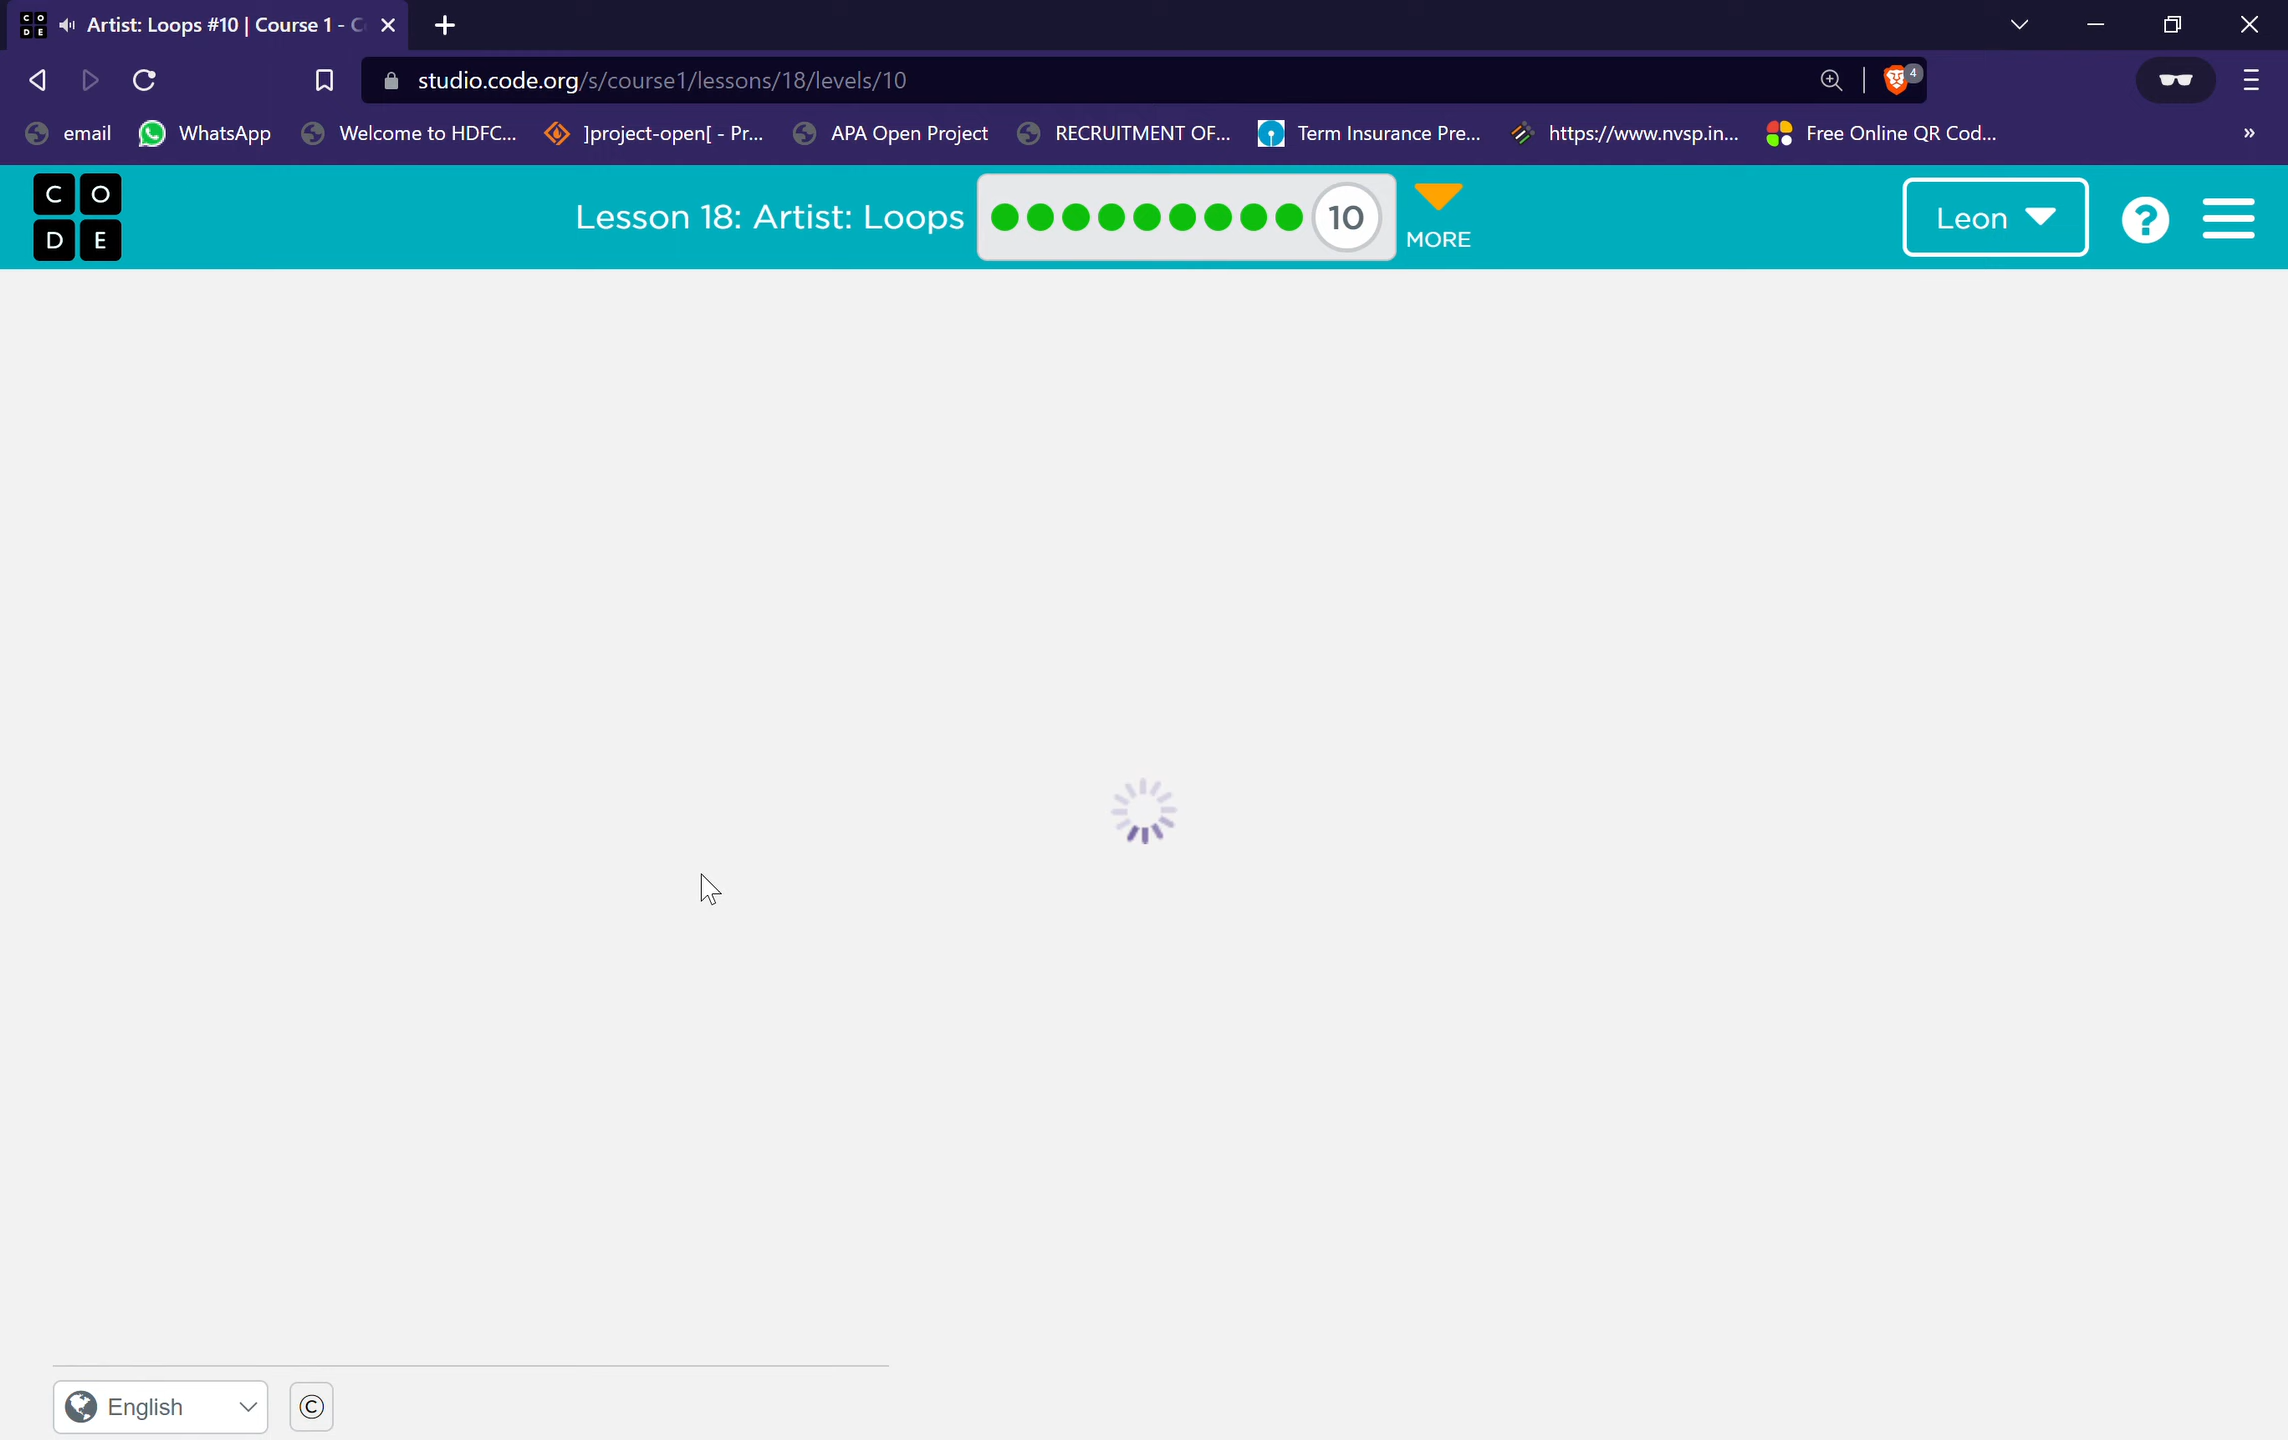 Artist: Loops #10 | Course 1 - C
studio.code.org/s/course1/lessons/18/levels/10
4
email
WhatsApp
Welcome to HDFC...
]project-open[ - Pr...
APA Open Project
RECRUITMENT OF...
Term Insurance Pre...
https://www.nvsp.in...
Free Online QR Cod...
»
C O
D E
Lesson 18: Artist: Loops
10
MORE
Leon
?
English
©